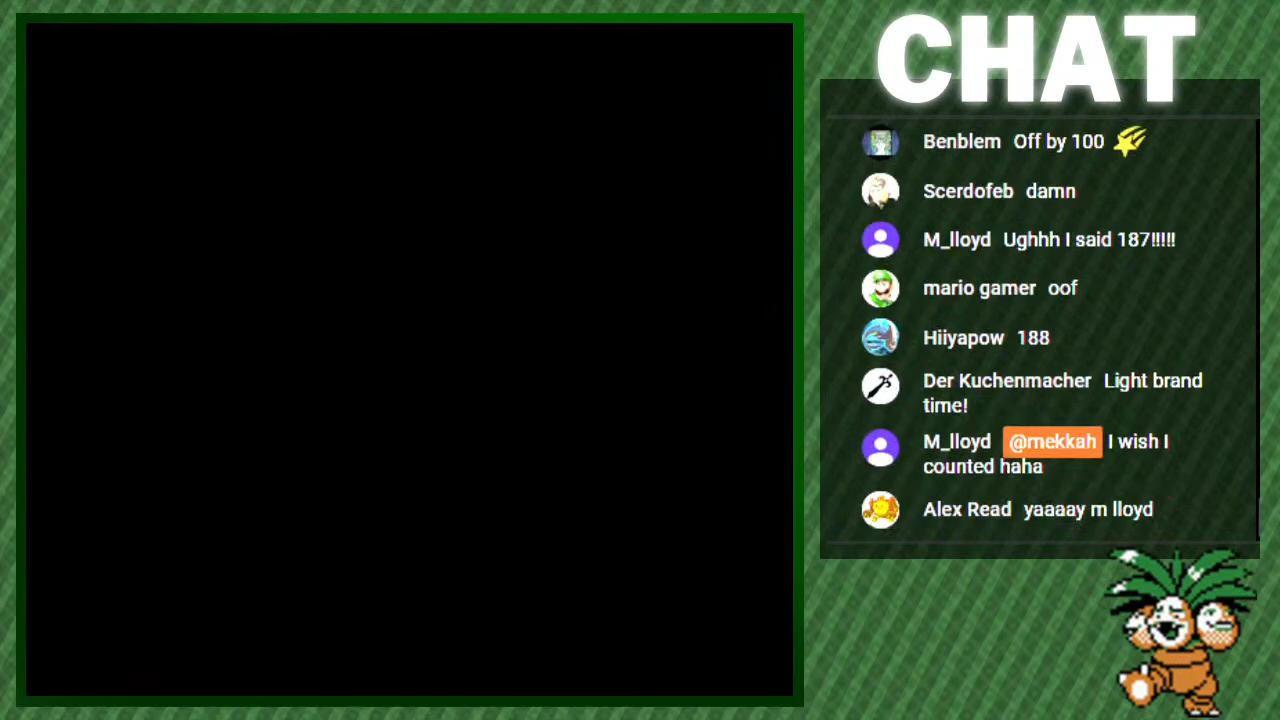 CHAT
Benblem Off by 100
Scerdofeb damn
M_lloyd Ughhh I said 187!!!!!
mario gamer oof
Hiiyapow 188
Der Kuchenmacher Light brand
time!
M_lloyd @mekkah I wish I
counted haha
Alex Read yaaaay m lloyd